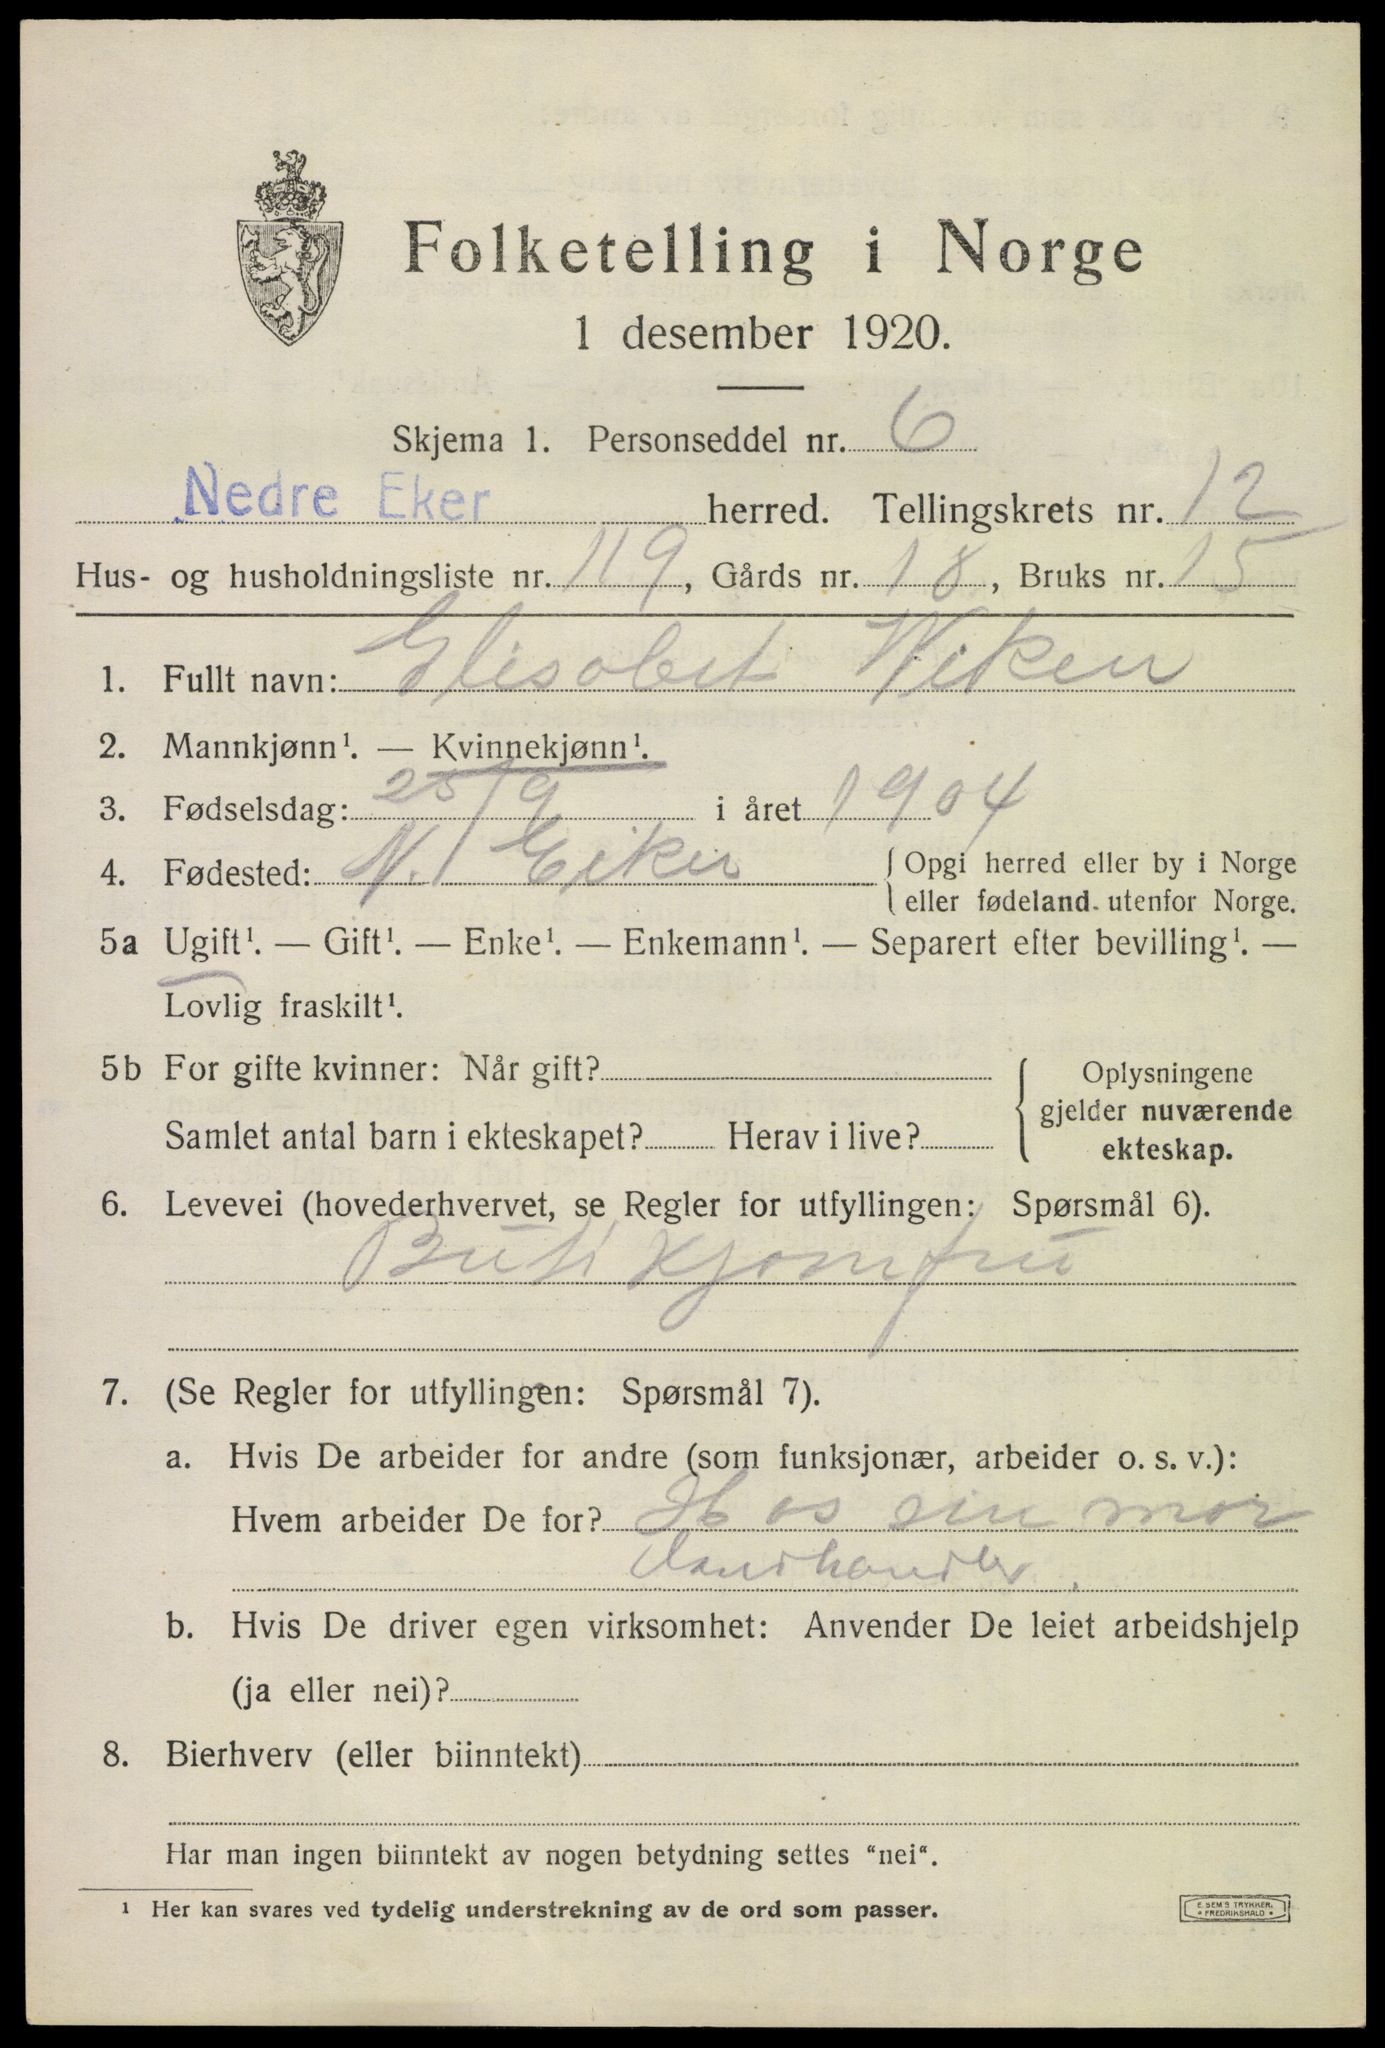 Folketelling i Norge
1 desember 1920.
Skjema 1. Personseddel nr. 6
Nedre Eker herred. Tellingskrets nr. 12
Hus- og husholdningsliste nr. 119, Gårds nr. 18, Bruks nr. 15
1. Fullt navn: Elisabet Wiken
2. Mannkjønn¹. — Kvinnekjønn¹.
3. Fødselsdag: 25/9 i året 1904
4. Fødested: N. Eiker { Opgi herred eller by i Norge
eller fødeland utenfor Norge.
5a Ugift¹. — Gift¹. — Enke¹. — Enkemann¹. — Separert efter bevilling¹. —
Lovlig fraskilt¹.
5b For gifte kvinner: Når gift?
Samlet antal barn i ekteskapet? Herav i live?
Oplysningene
gjelder nuværende
ekteskap.
6. Levevei (hovederhvervet, se Regler for utfyllingen: Spørsmål 6).
Butikjomfru
7. (Se Regler for utfyllingen: Spørsmål 7).
a. Hvis De arbeider for andre (som funksjonær, arbeider o. s. v.):
Hvem arbeider De for? Hos sin mor
Landhandler.
b. Hvis De driver egen virksomhet: Anvender De leiet arbeidshjelp
(ja eller nei)?
8. Bierhverv (eller biinntekt)
Har man ingen biinntekt av nogen betydning settes "nei".
¹ Her kan svares ved tydelig understrekning av de ord som passer.
E. SEM'S TRYKKERI
FREDRIKSHALD